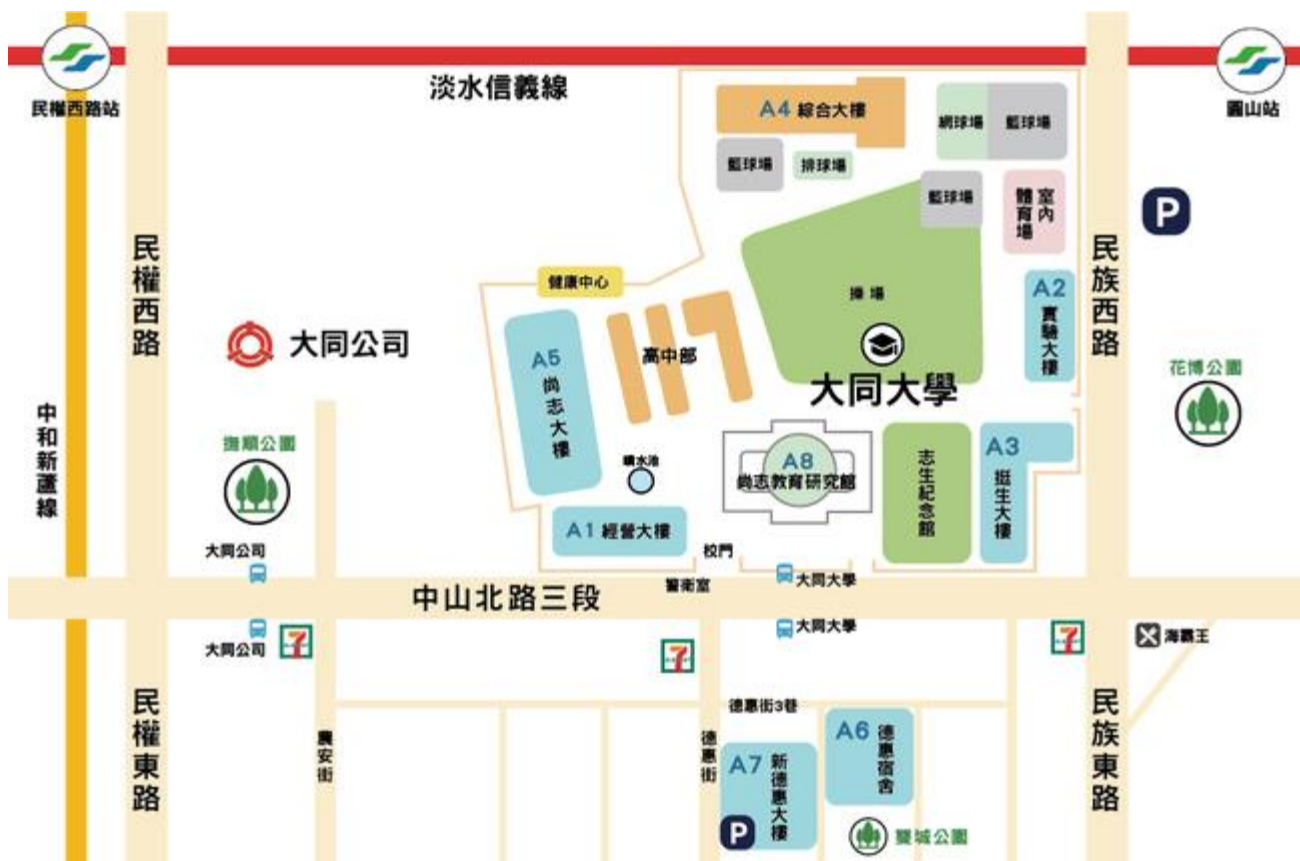 民權西路站
淡水信義線
圓山站
A4 綜合大樓
網球場
籃球場
籃球場
排球場
籃球場
室內
體育場
P
民權西路
民族西路
健康中心
操場
A2
實驗大樓
大同公司
A5
尚志大樓
高中部
大同大學
花博公園
中和新蘆線
撫順公園
噴水池
A8
尚志教育研究館
志生紀念館
A3
挺生大樓
A1 經營大樓
大同公司
校門
警衛室
大同大學
中山北路三段
大同公司
7
7
大同大學
7
海霸王
民權東路
農安街
德惠街
德惠街3巷
A7
新德惠大樓
P
A6
德惠宿舍
雙城公園
民族東路